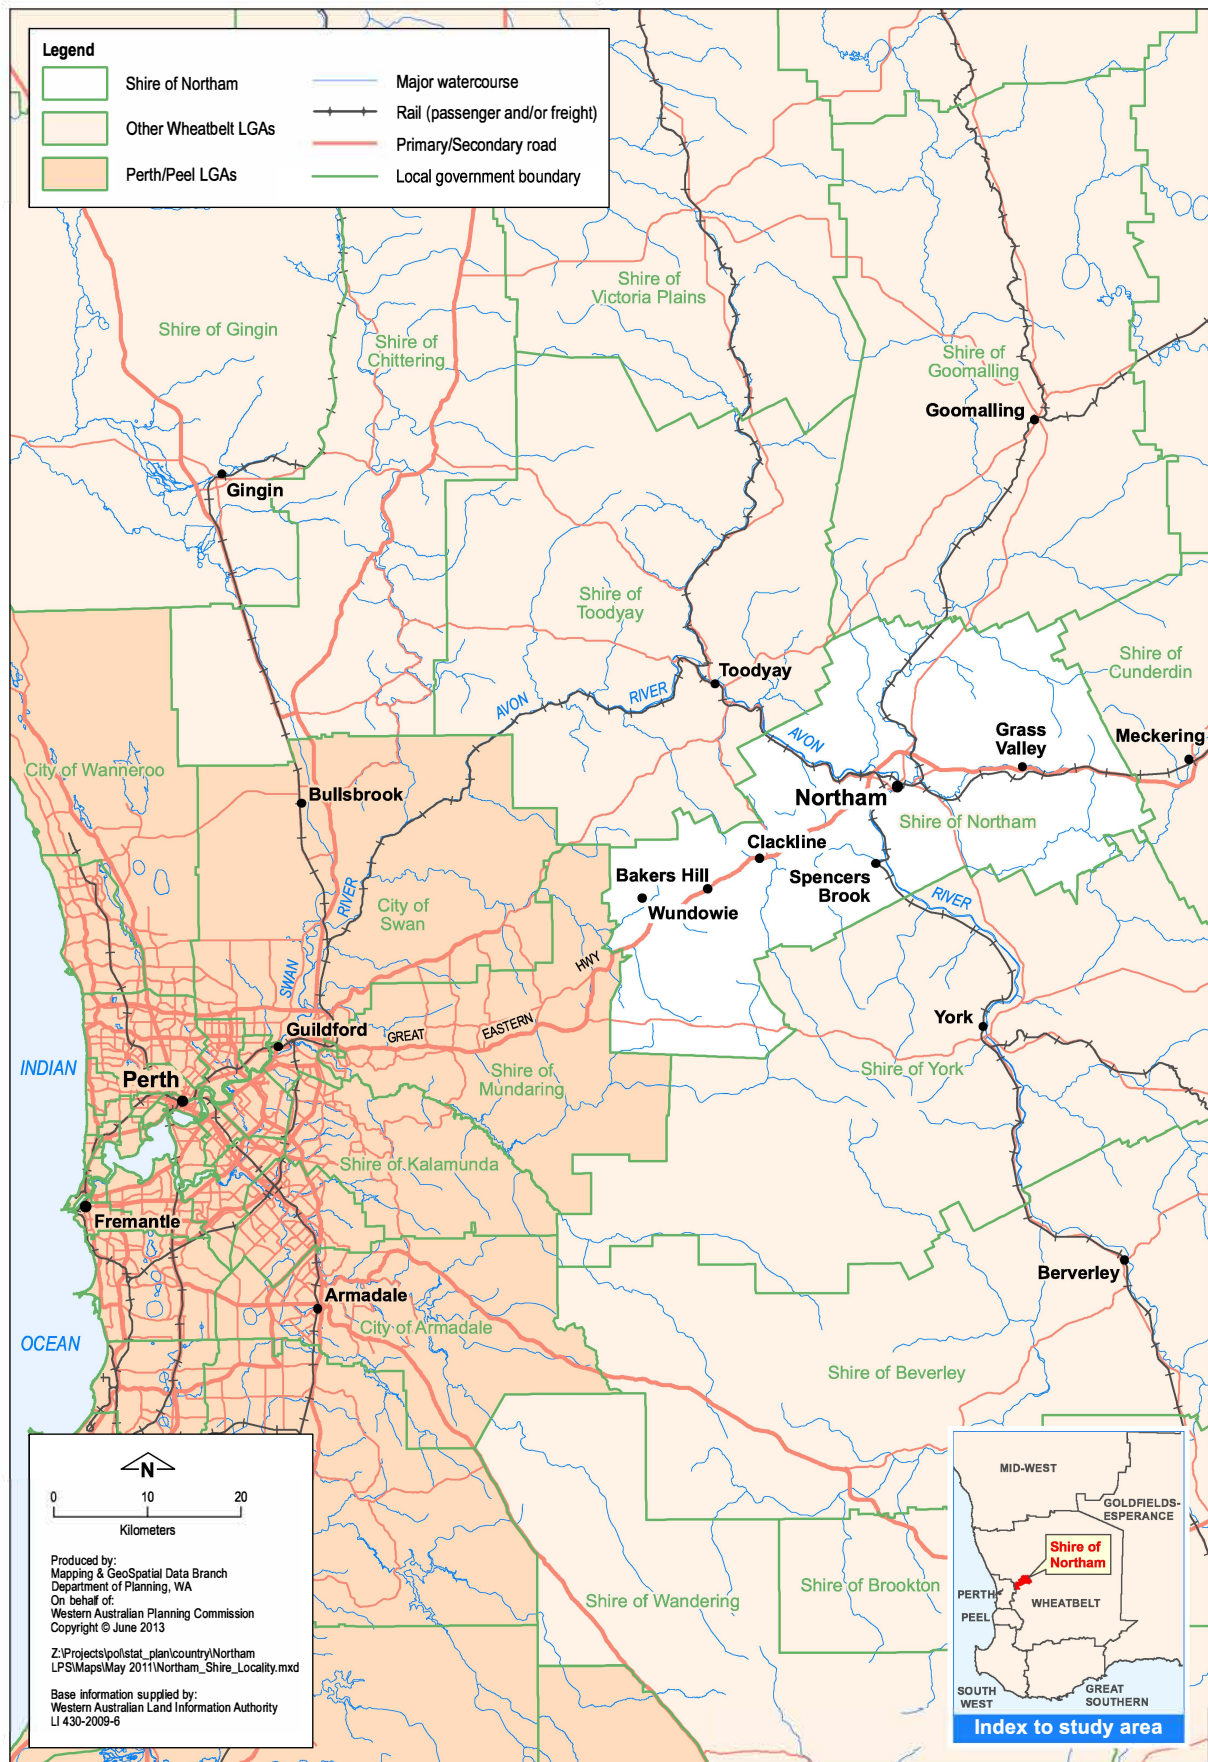 Legend
Shire of Northam
Other Wheatbelt LGAs
Perth/Peel LGAs
Major watercourse
Rail (passenger and/or freight)
Primary/Secondary road
Local government boundary
Shire of
Victoria Plains
Shire of Gingin
Shire of
Chittering
Shire of
Goomalling
Goomalling
Gingin
Shire of
Toodyay
Toodyay
Shire of
Cunderdin
AVON
RIVER
AVON
Grass
Valley
Meckering
City of Wanneroo
Bullsbrook
Northam
Shire of Northam
Clackline
Bakers Hill
Spencers
Brook
Wundowie
RIVER
RIVER
City of
Swan
HWY
SWAN
York
Guildford
GREAT
EASTERN
INDIAN
Perth
Shire of
Mundaring
Shire of York
Shire of Kalamunda
Fremantle
Berverley
Armadale
City of Armadale
OCEAN
Shire of Beverley
Shire of Wandering
Shire of Brookton
N
0 10 20
Kilometers
Produced by:
Mapping & GeoSpatial Data Branch
Department of Planning, WA
On behalf of:
Western Australian Planning Commission
Copyright © June 2013
Z:\Projects\pol\stat_plan\country\Northam
LPS\Maps\May 2011\Northam_Shire_Locality.mxd
Base information supplied by:
Western Australian Land Information Authority
LI 430-2009-6
MID-WEST
GOLDFIELDS-
ESPERANCE
Shire of
Northam
PERTH
WHEATBELT
PEEL
SOUTH
WEST
GREAT
SOUTHERN
Index to study area